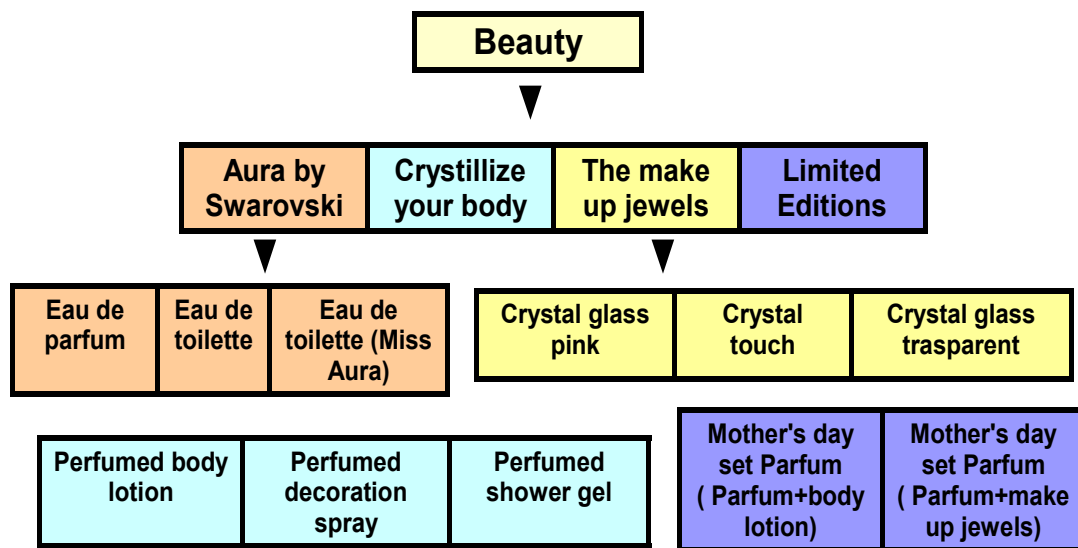 Beauty
Aura by
Swarovski
Crystillize
your body
The make
up jewels
Limited
Editions
Eau de
parfum
Eau de
toilette
Eau de
toilette (Miss
Aura)
Crystal glass
pink
Crystal
touch
Crystal glass
trasparent
Perfumed body
lotion
Perfumed
decoration
spray
Perfumed
shower gel
Mother's day
set Parfum
( Parfum+body
lotion)
Mother's day
set Parfum
( Parfum+make
up jewels)